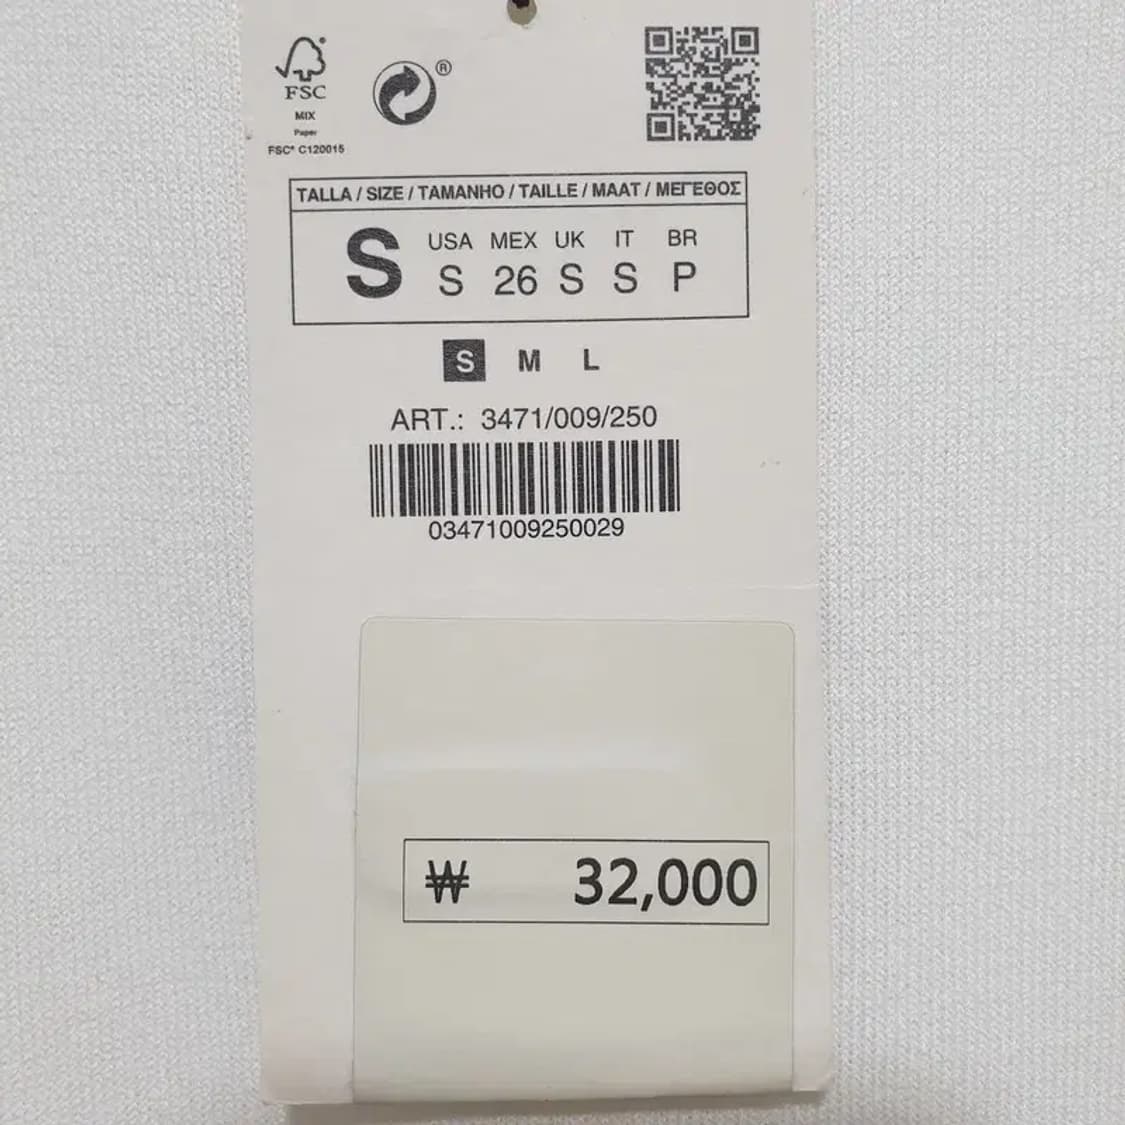 FSC®
MIX
Paper
FSC® C120015
®
TALLA / SIZE / TAMANHO / TAILLE / MAAT / ΜΕΓΕΘΟΣ
S
USA MEX UK IT BR
S 26 S S P
S M L
ART.: 3471/009/250
03471009250029
₩ 32,000